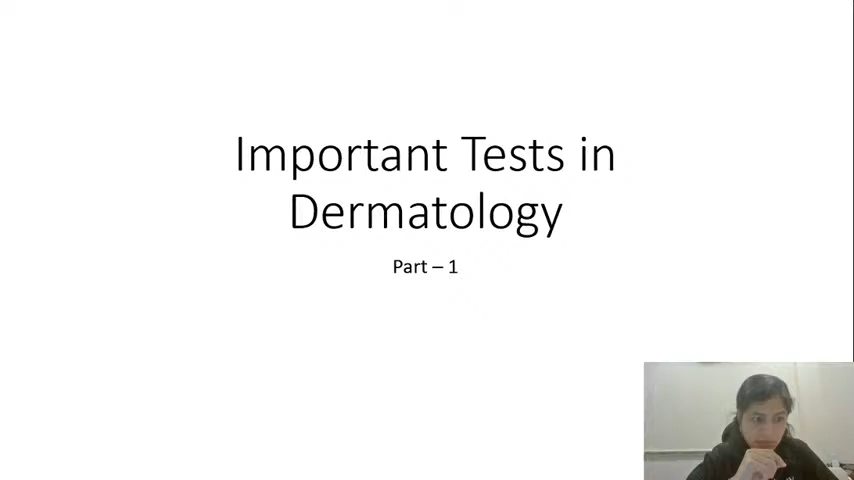 Important Tests in
Dermatology
Part – 1